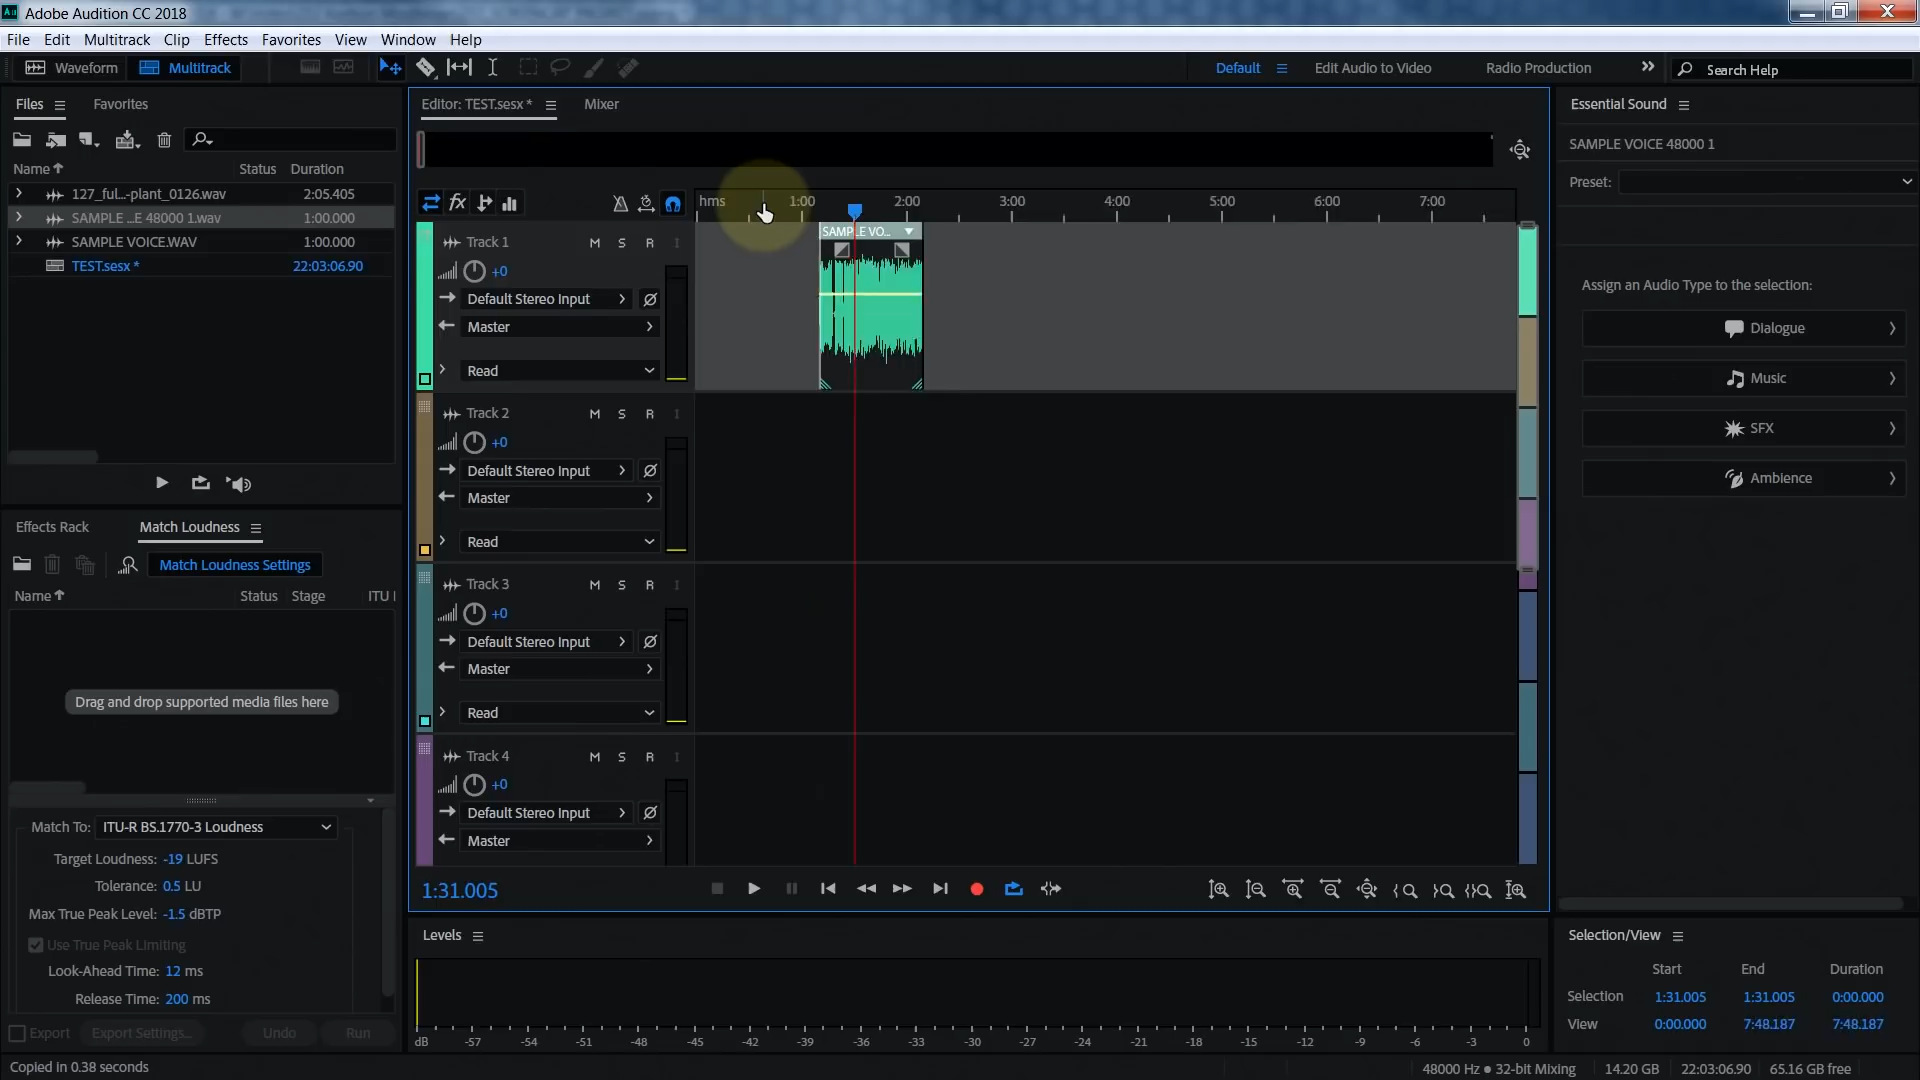 Au Adobe Audition CC 2018
File Edit Multitrack Clip Effects Favorites View Window Help
Waveform Multitrack Default Edit Audio to Video Radio Production Search Help
Files Favorites
Name Status Duration
127_ful...-plant_0126.wav 2:05.405
SAMPLE ...E 48000 1.wav 1:00.000
SAMPLE VOICE.WAV 1:00.000
TEST.sesx * 22:03:06.90
Effects Rack Match Loudness
Match Loudness Settings
Name Status Stage ITU
Drag and drop supported media files here
Match To: ITU-R BS.1770-3 Loudness
Target Loudness: -19 LUFS
Tolerance: 0.5 LU
Max True Peak Level: -1.5 dBTP
Use True Peak Limiting
Look-Ahead Time: 12 ms
Release Time: 200 ms
Export Export Settings... Undo Run
Editor: TEST.sesx * Mixer
fx hms 1:00 2:00 3:00 4:00 5:00 6:00 7:00
SAMPLE VO...
Track 1 M S R I
+0
Default Stereo Input
Master
Read
Track 2 M S R I
+0
Default Stereo Input
Master
Read
Track 3 M S R I
+0
Default Stereo Input
Master
Read
Track 4 M S R I
+0
Default Stereo Input
Master
1:31.005
Levels
dB -57 -54 -51 -48 -45 -42 -39 -36 -33 -30 -27 -24 -21 -18 -15 -12 -9 -6 -3 0
Essential Sound
SAMPLE VOICE 48000 1
Preset:
Assign an Audio Type to the selection:
Dialogue
Music
SFX
Ambience
Selection/View
Start End Duration
Selection 1:31.005 1:31.005 0:00.000
View 0:00.000 7:48.187 7:48.187
Copied in 0.38 seconds 48000 Hz ● 32-bit Mixing 14.20 GB 22:03:06.90 65.16 GB free